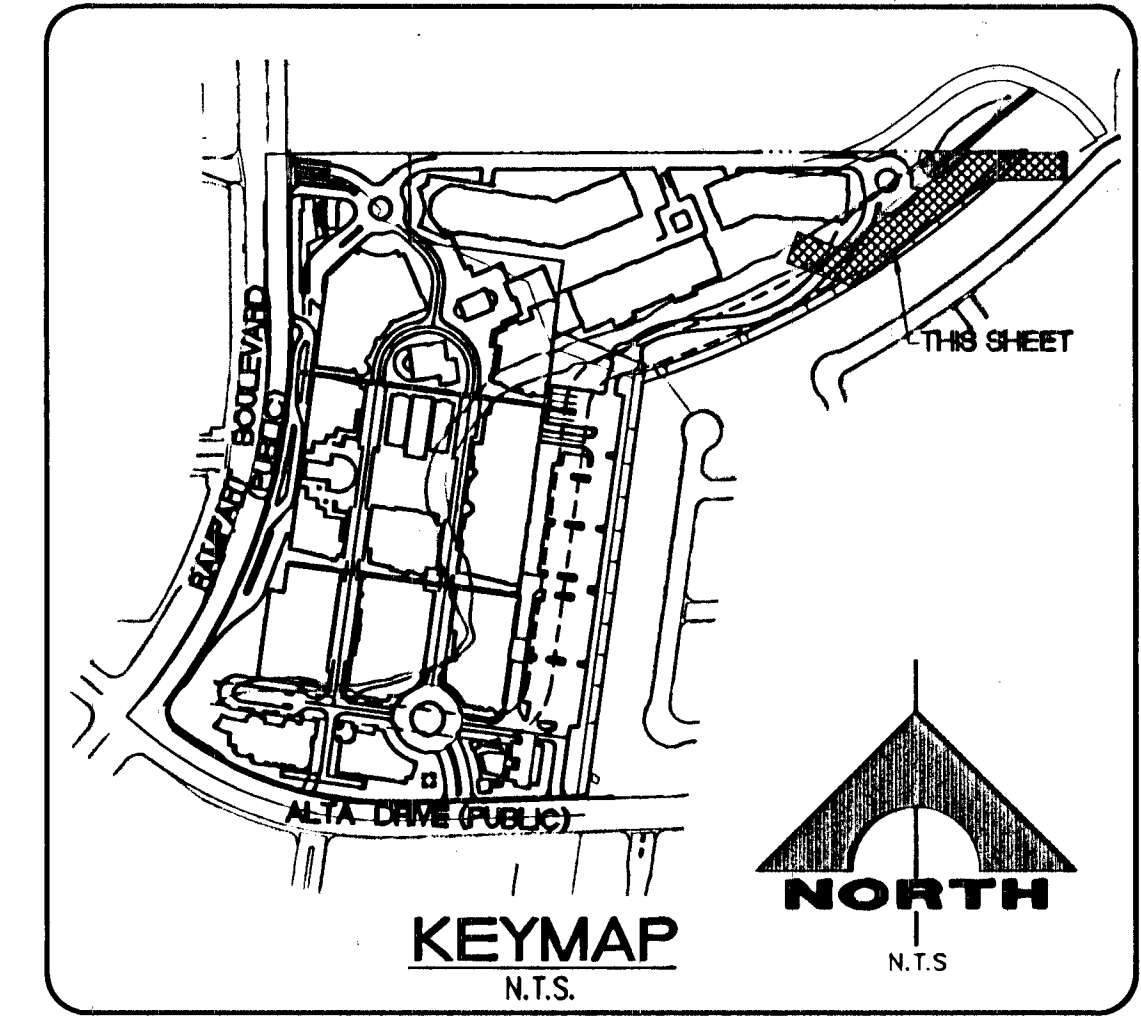 THIS SHEET
RAMPART BOULEVARD
(PUBLIC)
ALTA DRIVE (PUBLIC)
NORTH
N.T.S
KEYMAP
N.T.S.